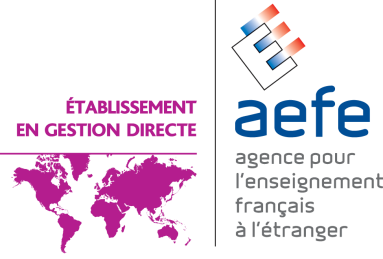 ÉTABLISSEMENT
EN GESTION DIRECTE
aefe
agence pour
l'enseignement
français
à l'étranger